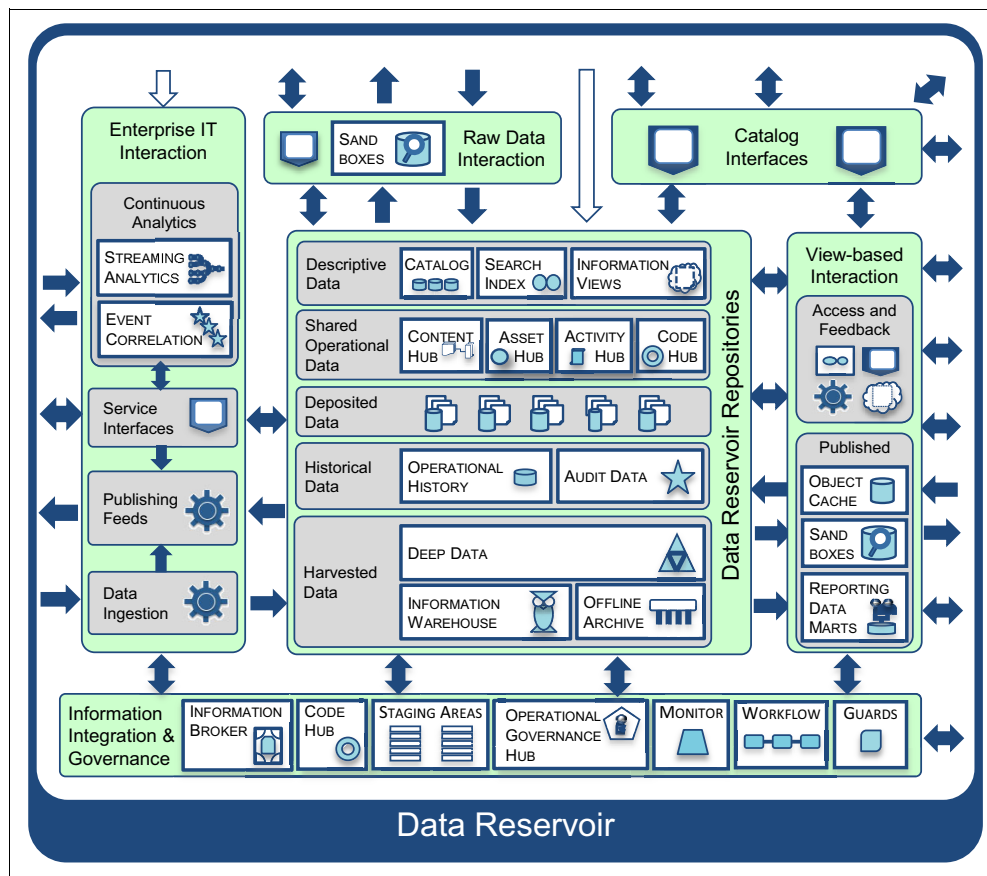 Enterprise IT
Interaction
Continuous
Analytics
STREAMING
ANALYTICS
EVENT
CORRELATION
Service
Interfaces
Publishing
Feeds
Data
Ingestion
SAND
BOXES
Raw Data
Interaction
Catalog
Interfaces
Descriptive
Data
CATALOG
SEARCH
INDEX
INFORMATION
VIEWS
Shared
Operational
Data
CONTENT
HUB
ASSET
HUB
ACTIVITY
HUB
CODE
HUB
Deposited
Data
Historical
Data
OPERATIONAL
HISTORY
AUDIT DATA
Harvested
Data
DEEP DATA
INFORMATION
WAREHOUSE
OFFLINE
ARCHIVE
Data Reservoir Repositories
View-based
Interaction
Access and
Feedback
Published
OBJECT
CACHE
SAND
BOXES
REPORTING
DATA
MARTS
Information
Integration &
Governance
INFORMATION
BROKER
CODE
HUB
STAGING AREAS
OPERATIONAL
GOVERNANCE
HUB
MONITOR
WORKFLOW
GUARDS
Data Reservoir